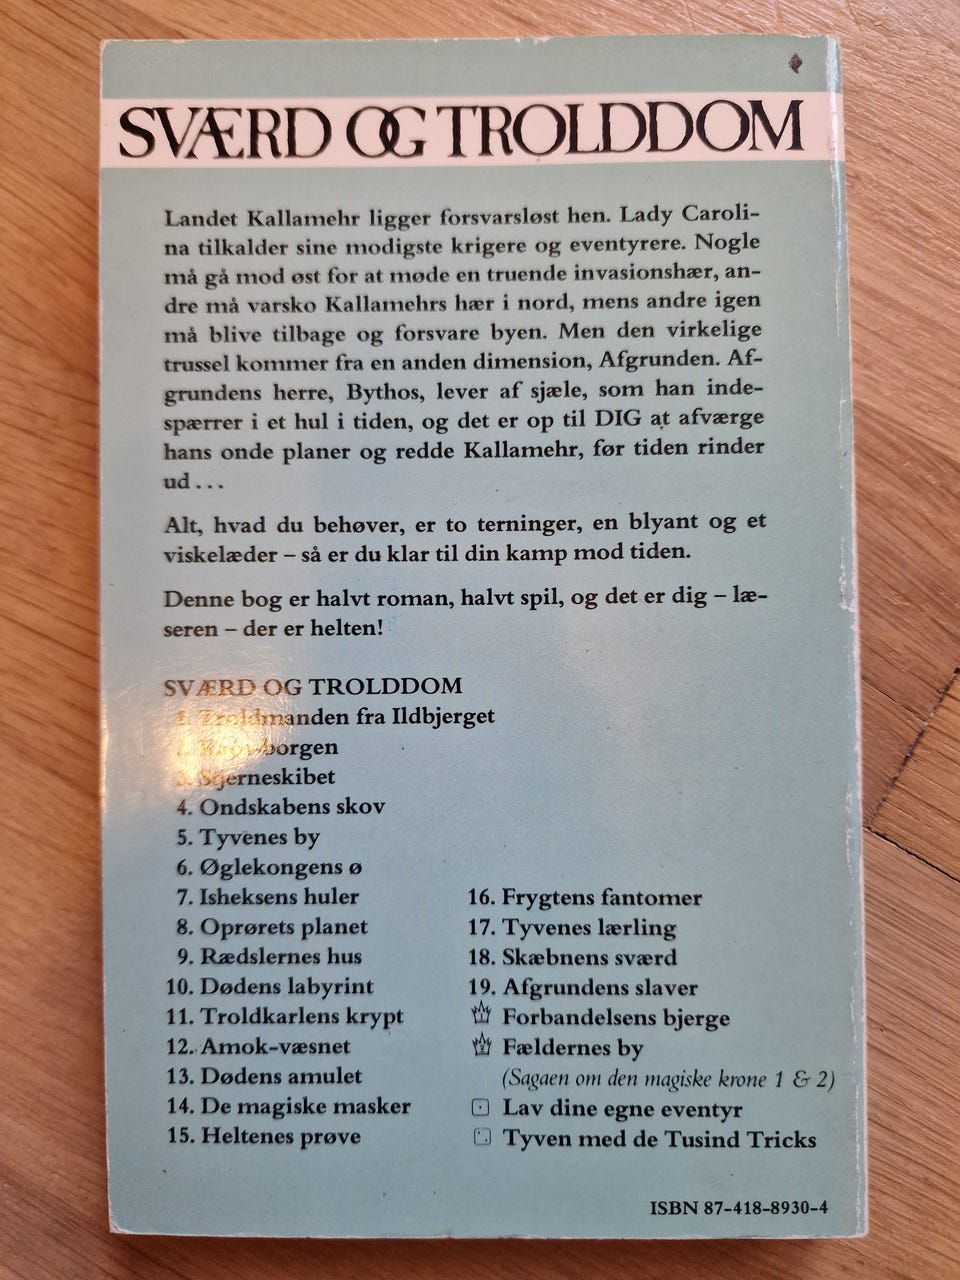 SVÆRD OG TROLDDOM
Landet Kallamehr ligger forsvarsløst hen. Lady Caroli-
na tilkalder sine modigste krigere og eventyrere. Nogle
må gå mod øst for at møde en truende invasionshær, an-
dre må varsko Kallamehrs hær i nord, mens andre igen
må blive tilbage og forsvare byen. Men den virkelige
trussel kommer fra en anden dimension, Afgrunden. Af-
grundens herre, Bythos, lever af sjæle, som han inde-
spærrer i et hul i tiden, og det er op til DIG at afværge
hans onde planer og redde Kallamehr, før tiden rinder
ud . . .
Alt, hvad du behøver, er to terninger, en blyant og et
viskelæder – så er du klar til din kamp mod tiden.
Denne bog er halvt roman, halvt spil, og det er dig – læ-
seren – der er helten!
SVÆRD OG TROLDDOM
1. Troldmanden fra Ildbjerget
2. Kaosborgen
3. Stjerneskibet
4. Ondskabens skov
5. Tyvenes by
6. Øglekongens ø
7. Isheksens huler
8. Oprørets planet
9. Rædslernes hus
10. Dødens labyrint
11. Troldkarlens krypt
12. Amok-væsnet
13. Dødens amulet
14. De magiske masker
15. Heltenes prøve
16. Frygtens fantomer
17. Tyvenes lærling
18. Skæbnens sværd
19. Afgrundens slaver
Forbandelsens bjerge
Fældernes by
(Sagaen om den magiske krone 1 & 2)
Lav dine egne eventyr
Tyven med de Tusind Tricks
ISBN 87-418-8930-4